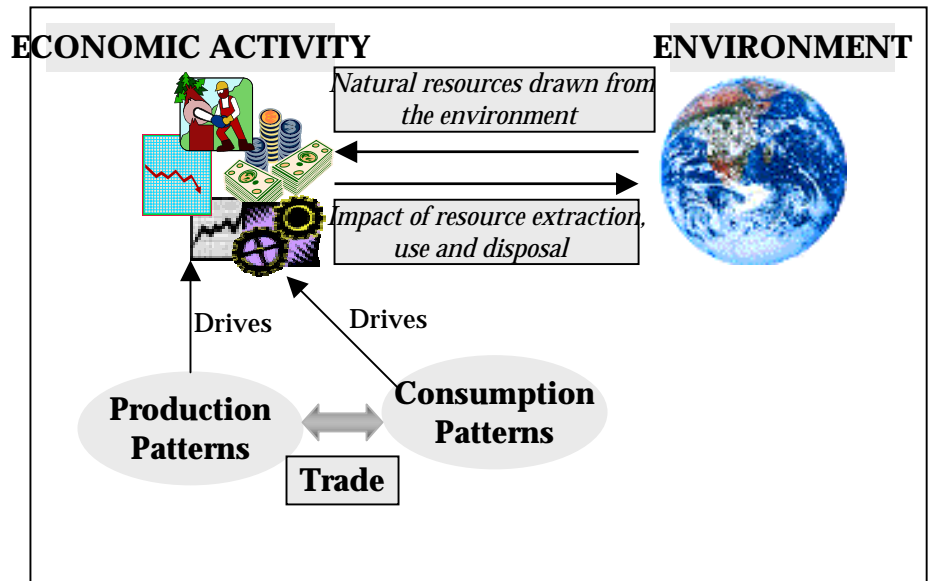 ECONOMIC ACTIVITY
ENVIRONMENT
Natural resources drawn from
the environment
Impact of resource extraction,
use and disposal
Drives
Drives
Production
Patterns
Consumption
Patterns
Trade